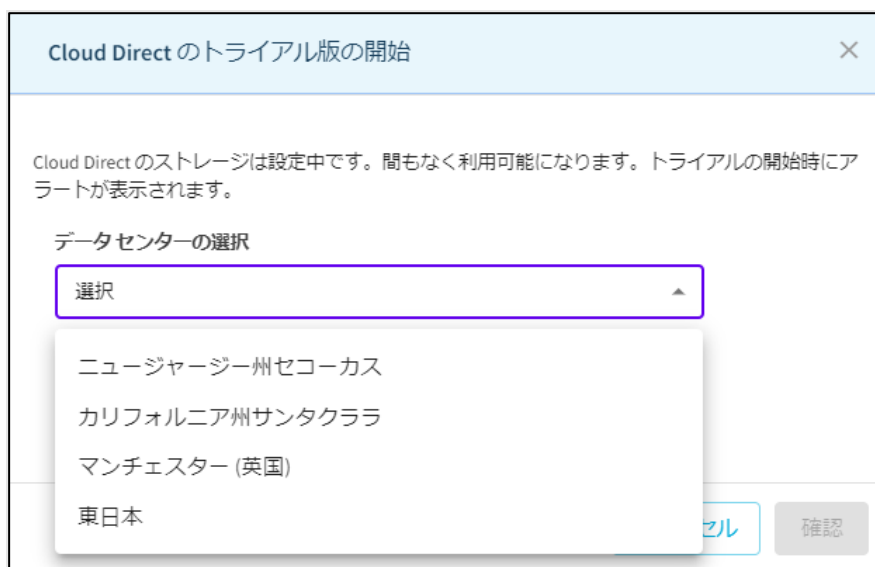 Cloud Direct のトライアル版の開始
Cloud Direct のストレージは設定中です。間もなく利用可能になります。トライアルの開始時にア
ラートが表示されます。
データ センターの選択
選択
ニュージャージー州セコーカス
カリフォルニア州サンタクララ
マンチェスター (英国)
東日本
セル
確認